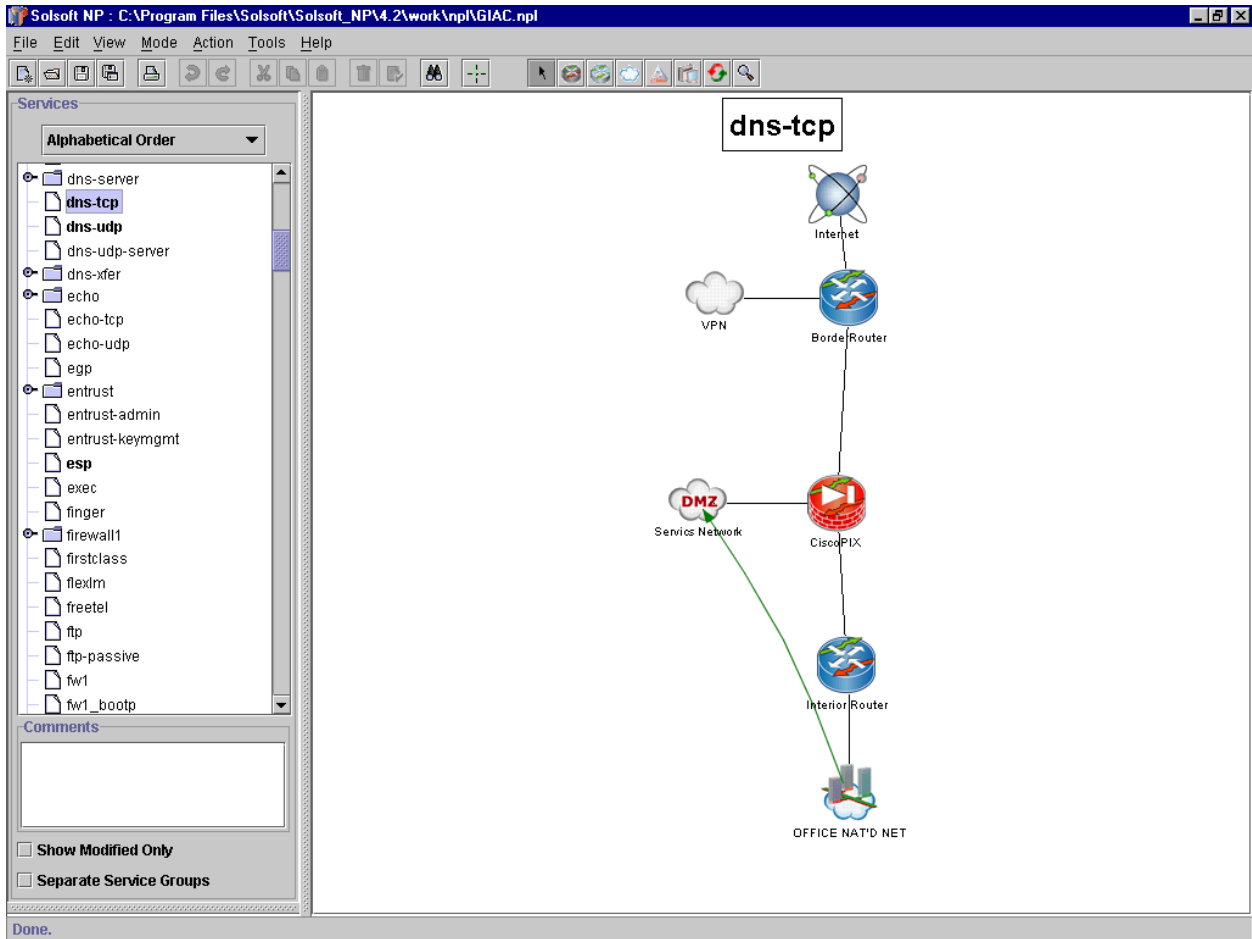 Solsoft NP : C:\Program Files\Solsoft\Solsoft_NP\4.2\work\npl\GIAC.npl
File Edit View Mode Action Tools Help
Services
Alphabetical Order
dns-server
dns-tcp
dns-udp
dns-udp-server
dns-xfer
echo
echo-tcp
echo-udp
egp
entrust
entrust-admin
entrust-keymgmt
esp
exec
finger
firewall1
firstclass
flexlm
freetel
ftp
ftp-passive
fw1
fw1_bootp
Comments
Show Modified Only
Separate Service Groups
Done.
dns-tcp
Internet
VPN
Borde Router
DMZ
Servics Network
CiscoPIX
Interior Router
OFFICE NAT'D NET